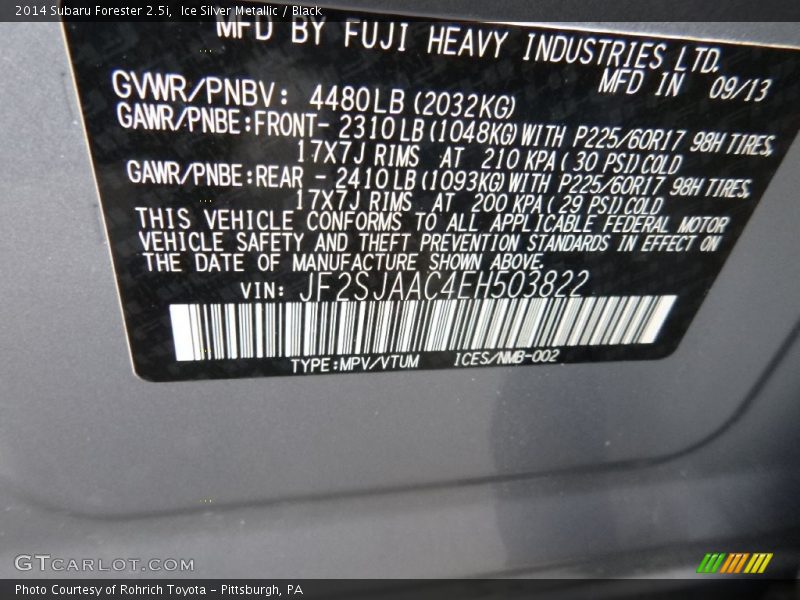 2014 Subaru Forester 2.5i,  Ice Silver Metallic / Black
MFD BY FUJI HEAVY INDUSTRIES LTD.
MFD IN 09/13
GVWR/PNBV: 4480LB (2032KG)
GAWR/PNBE:FRONT- 2310LB(1048KG)WITH P225/60R17 98H TIRES,
17X7J RIMS AT 210 KPA( 30 PSI)COLD
GAWR/PNBE:REAR - 2410LB(1093KG)WITH P225/60R17 98H TIRES,
17X7J RIMS AT 200 KPA( 29 PSI)COLD
THIS VEHICLE CONFORMS TO ALL APPLICABLE FEDERAL MOTOR
VEHICLE SAFETY AND THEFT PREVENTION STANDARDS IN EFFECT ON
THE DATE OF MANUFACTURE SHOWN ABOVE.
VIN: JF2SJAAC4EH503822
TYPE:MPV/VTUM ICES/NMB-002
GTCARLOT.COM
Photo Courtesy of Rohrich Toyota - Pittsburgh, PA